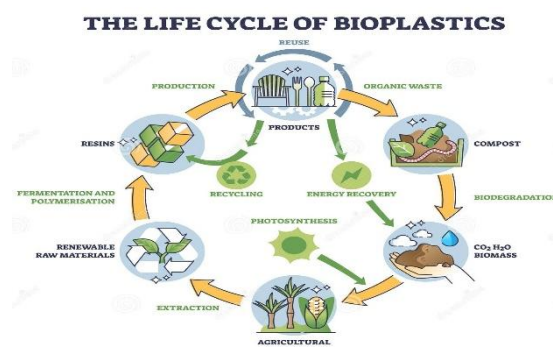 THE LIFE CYCLE OF BIOPLASTICS
REUSE
PRODUCTION
ORGANIC WASTE
PRODUCTS
RESINS
COMPOST
RECYCLING
ENERGY RECOVERY
FERMENTATION AND
POLYMERISATION
BIODEGRADATION
PHOTOSYNTHESIS
RENEWABLE
RAW MATERIALS
CO₂ H₂O
BIOMASS
EXTRACTION
AGRICULTURAL